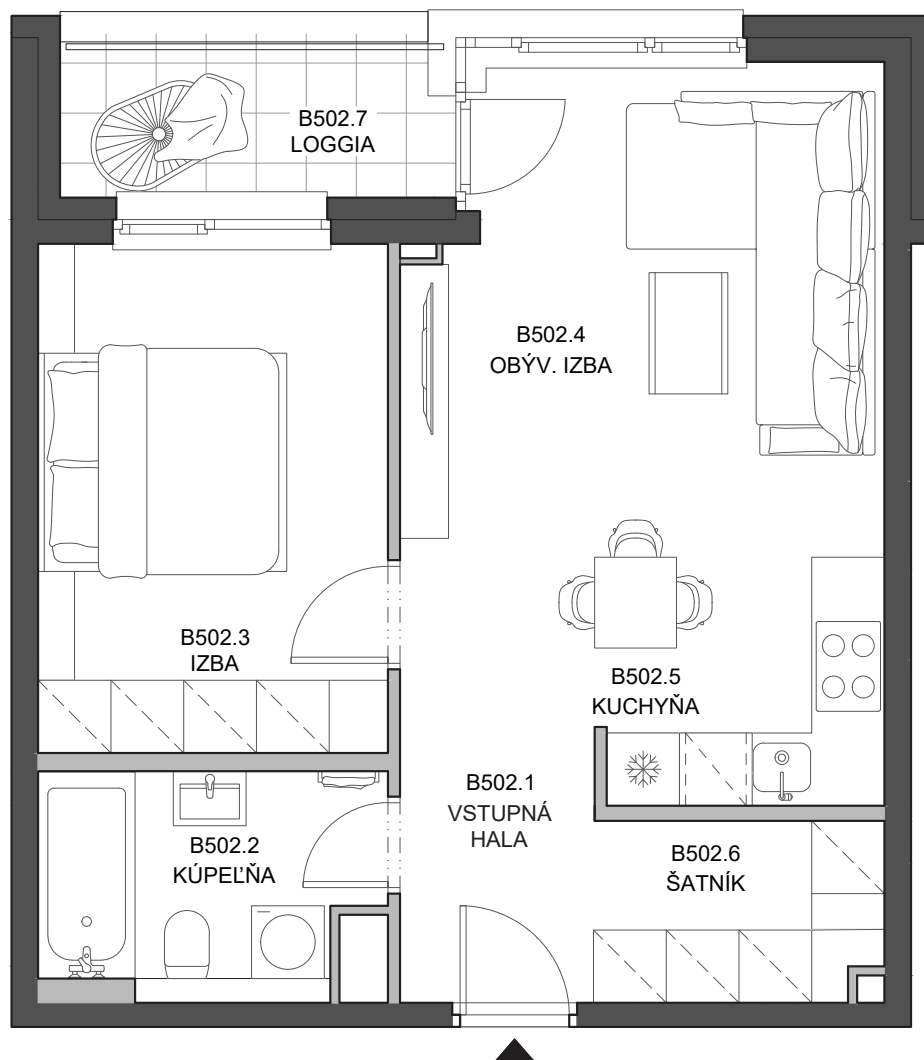 B502.7
LOGGIA
B502.4
OBÝV. IZBA
B502.3
IZBA
B502.5
KUCHYŇA
B502.1
VSTUPNÁ
HALA
B502.2
KÚPEĽŇA
B502.6
ŠATNÍK